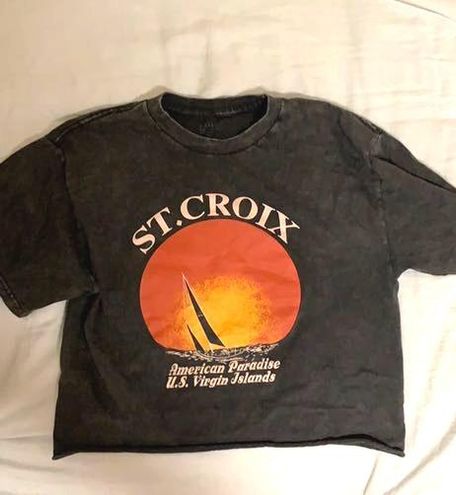 ST.CROIX
American Paradise
U.S. Virgin Islands